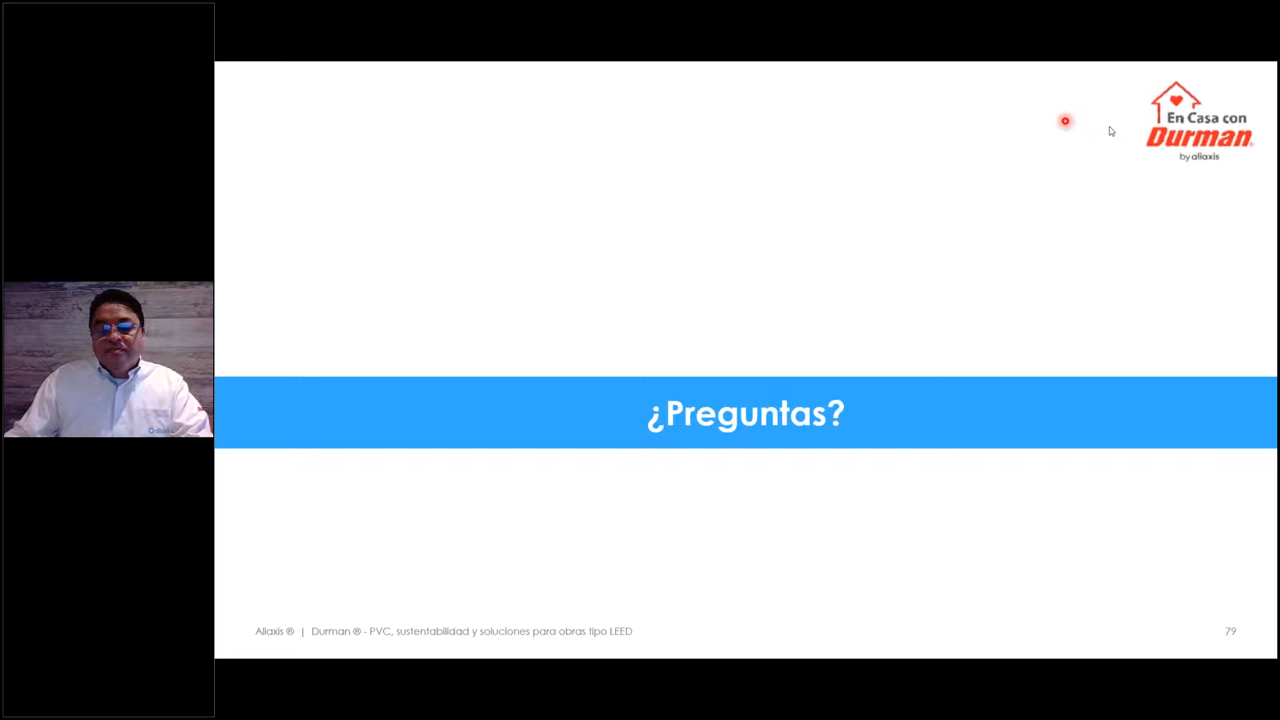 En Casa con
Durman®
by aliaxis
¿Preguntas?
Aliaxis ® | Durman ® - PVC, sustentabilidad y soluciones para obras tipo LEED
79